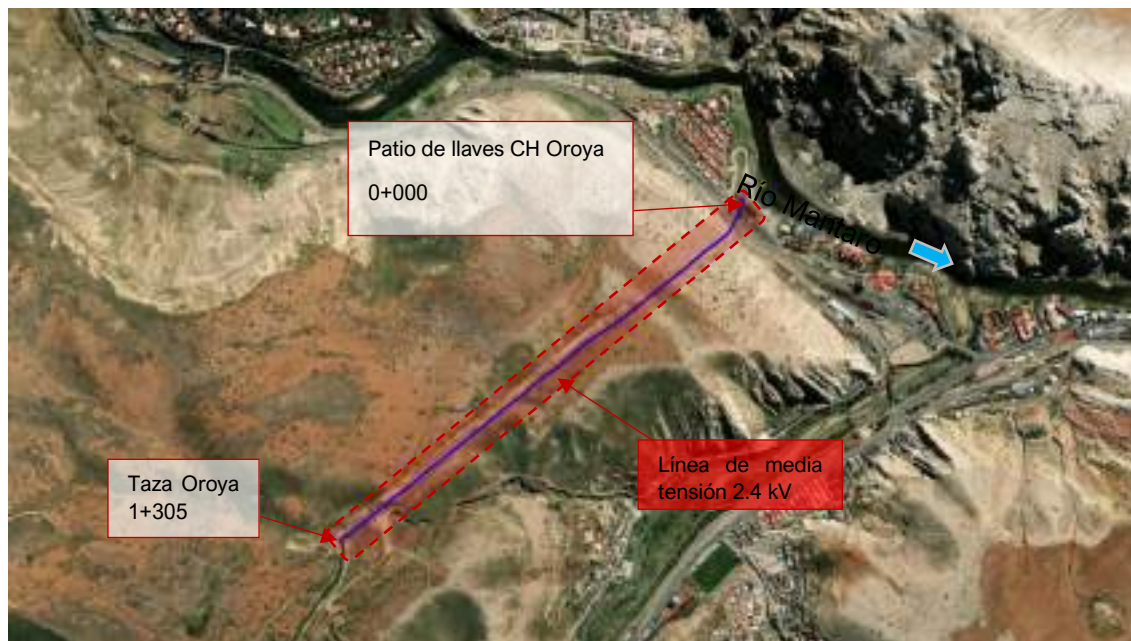 Patio de llaves CH Oroya
0+000
Río Mantaro
Línea de media
tensión 2.4 kV
Taza Oroya
1+305